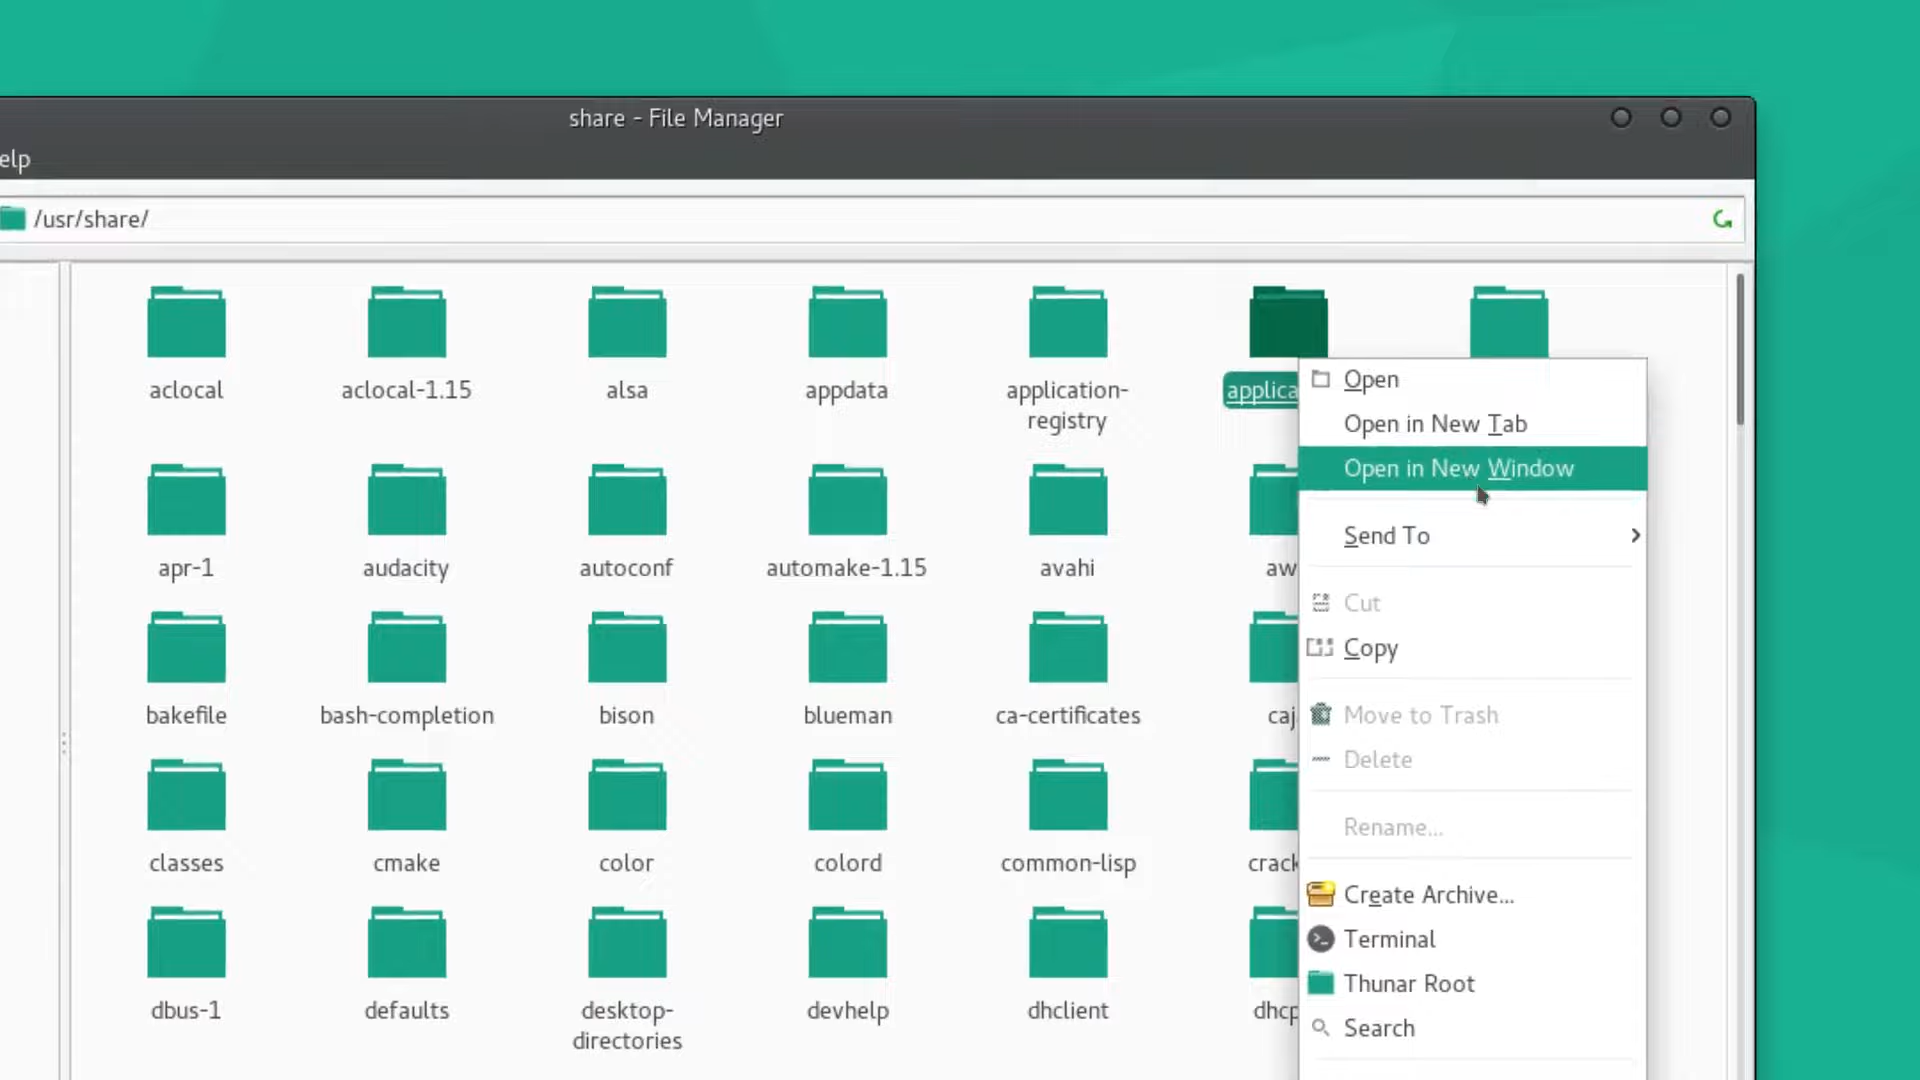 share - File Manager
elp
/usr/share/
aclocal
aclocal-1.15
alsa
appdata
application-
registry
applica
apr-1
audacity
autoconf
automake-1.15
avahi
aw
bakefile
bash-completion
bison
blueman
ca-certificates
caj
classes
cmake
color
colord
common-lisp
crack
dbus-1
defaults
desktop-
directories
devhelp
dhclient
dhcp
Open
Open in New Tab
Open in New Window
Send To
Cut
Copy
Move to Trash
Delete
Rename...
Create Archive...
Terminal
Thunar Root
Search